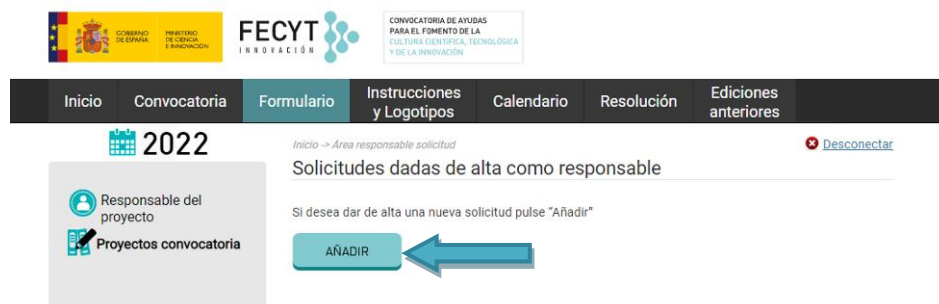 GOBIERNO
DE ESPAÑA
MINISTERIO
DE CIENCIA
E INNOVACIÓN
FECYT
INNOVACIÓN
CONVOCATORIA DE AYUDAS
PARA EL FOMENTO DE LA
CULTURA CIENTÍFICA, TECNOLÓGICA
Y DE LA INNOVACIÓN
Inicio
Convocatoria
Formulario
Instrucciones
y Logotipos
Calendario
Resolución
Ediciones
anteriores
2022
Responsable del
proyecto
Proyectos convocatoria
Inicio -> Área responsable solicitud
Desconectar
Solicitudes dadas de alta como responsable
Si desea dar de alta una nueva solicitud pulse "Añadir"
AÑADIR